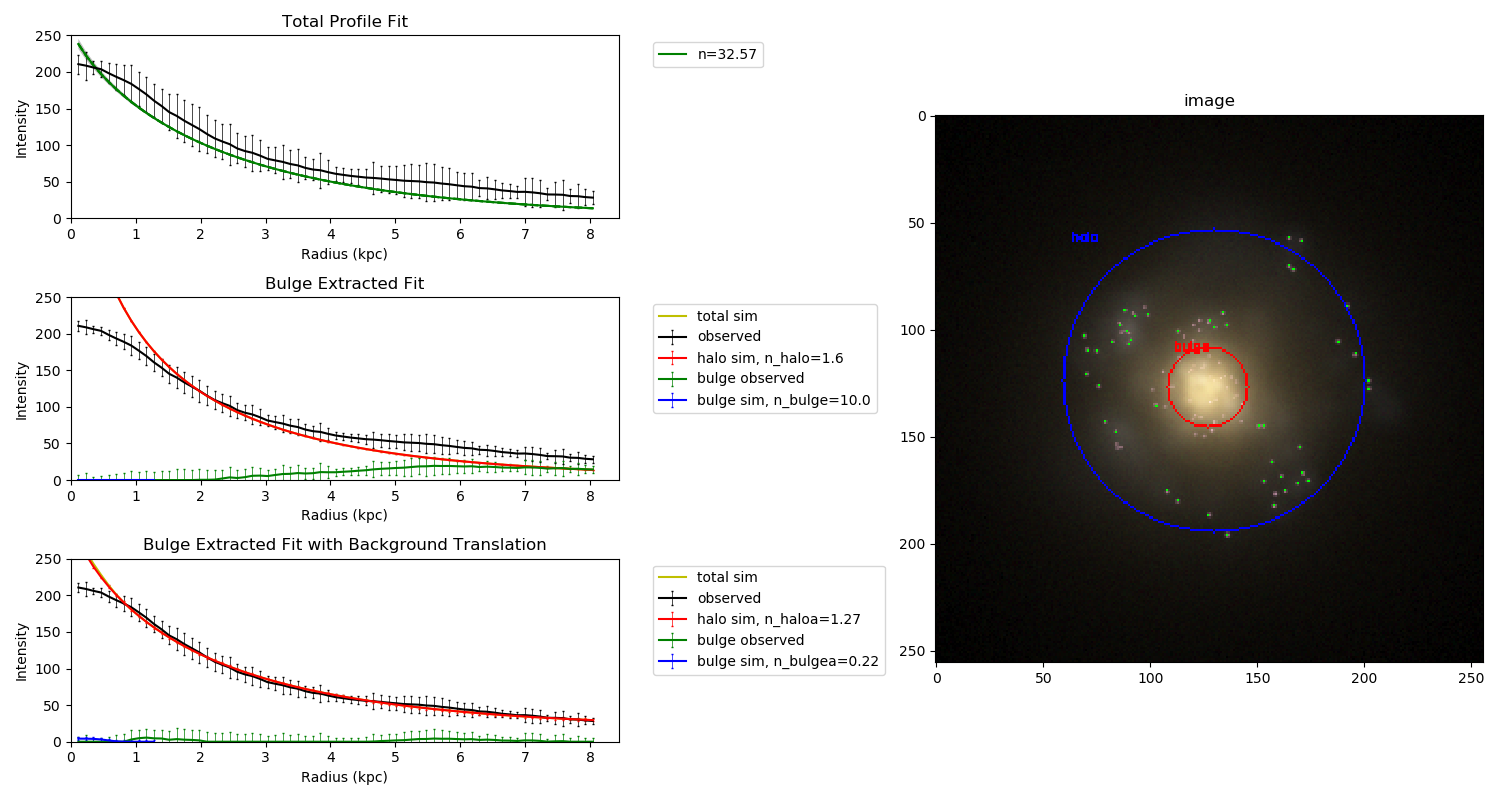 Total Profile Fit
250
200
150
100
50
0
Intensity
0 1 2 3 4 5 6 7 8
Radius (kpc)
n=32.57
Bulge Extracted Fit
250
200
150
100
50
0
Intensity
0 1 2 3 4 5 6 7 8
Radius (kpc)
total sim
observed
halo sim, n_halo=1.6
bulge observed
bulge sim, n_bulge=10.0
Bulge Extracted Fit with Background Translation
250
200
150
100
50
0
Intensity
0 1 2 3 4 5 6 7 8
Radius (kpc)
total sim
observed
halo sim, n_haloa=1.27
bulge observed
bulge sim, n_bulgea=0.22
image
0
50
100
150
200
250
0 50 100 150 200 250
halo
bulge